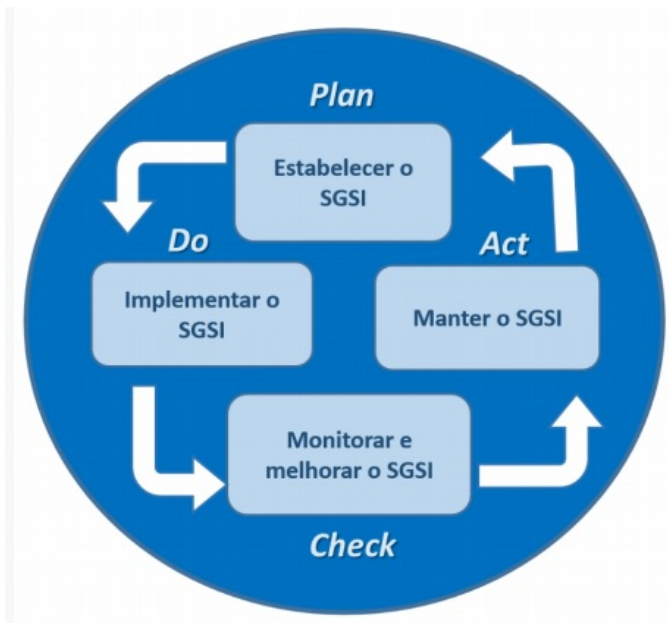 Plan
Estabelecer o
SGSI
Do
Implementar o
SGSI
Act
Manter o SGSI
Monitorar e
melhorar o SGSI
Check